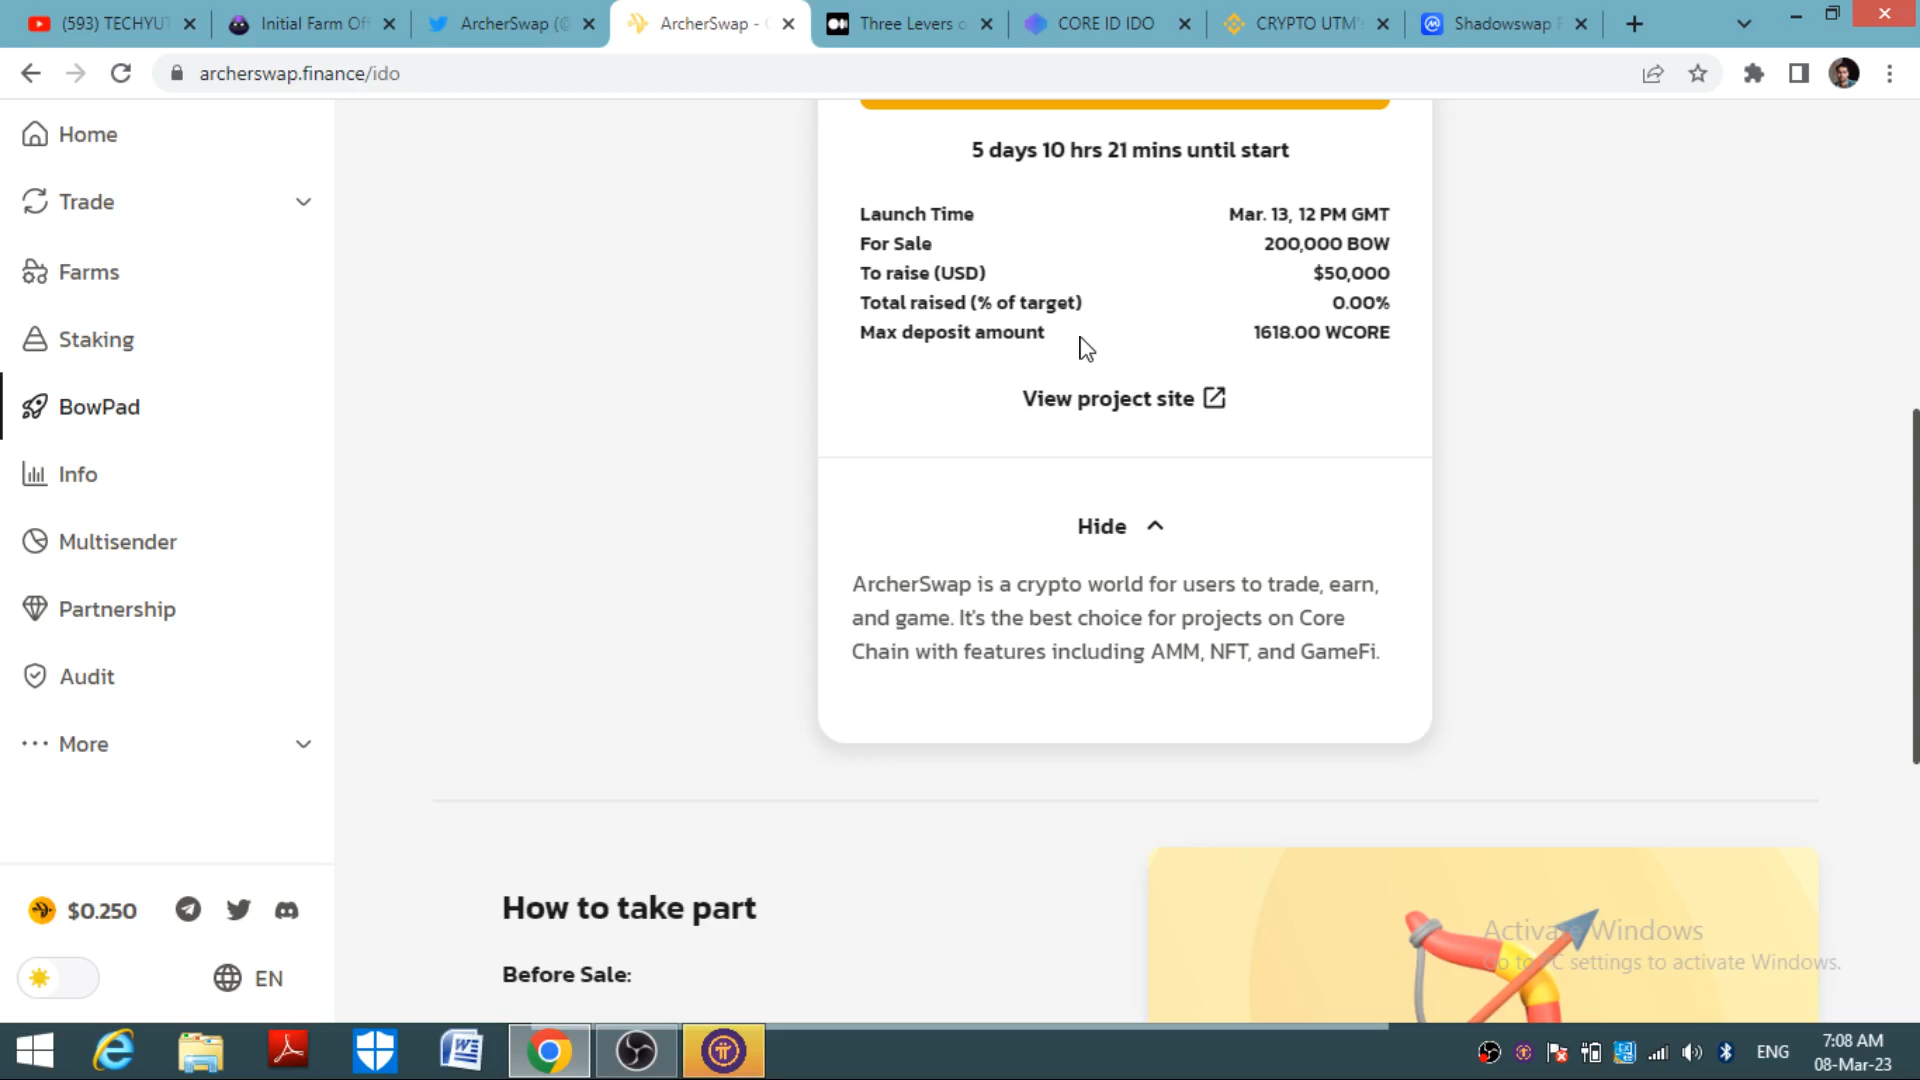 (593) TECHYUT
Initial Farm Off
ArcherSwap (@
ArcherSwap -
Three Levers o
CORE ID IDO
CRYPTO UTM'
Shadowswap F
archerswap.finance/ido
Home
Trade
Farms
Staking
BowPad
Info
Multisender
Partnership
Audit
More
$0.250
EN
5 days 10 hrs 21 mins until start
Launch Time Mar. 13, 12 PM GMT
For Sale 200,000 BOW
To raise (USD) $50,000
Total raised (% of target) 0.00%
Max deposit amount 1618.00 WCORE
View project site
Hide
ArcherSwap is a crypto world for users to trade, earn,
and game. It's the best choice for projects on Core
Chain with features including AMM, NFT, and GameFi.
How to take part
Before Sale:
Activate Windows
Go to PC settings to activate Windows.
ENG
7:08 AM
08-Mar-23